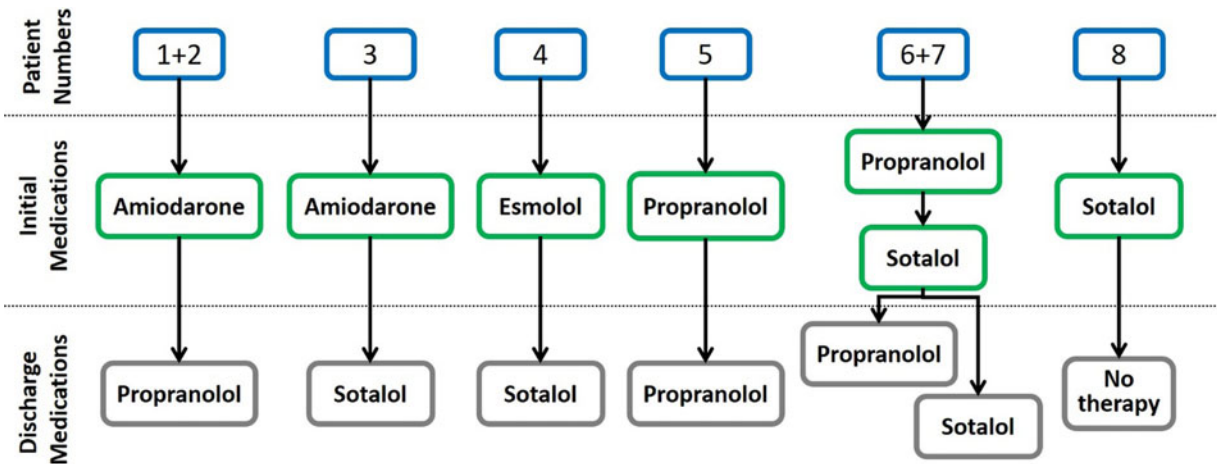 Patient
Numbers
1+2
3
4
5
6+7
8
Initial
Medications
Amiodarone
Amiodarone
Esmolol
Propranolol
Propranolol
Sotalol
Sotalol
Discharge
Medications
Propranolol
Sotalol
Sotalol
Propranolol
Propranolol
Sotalol
No
therapy